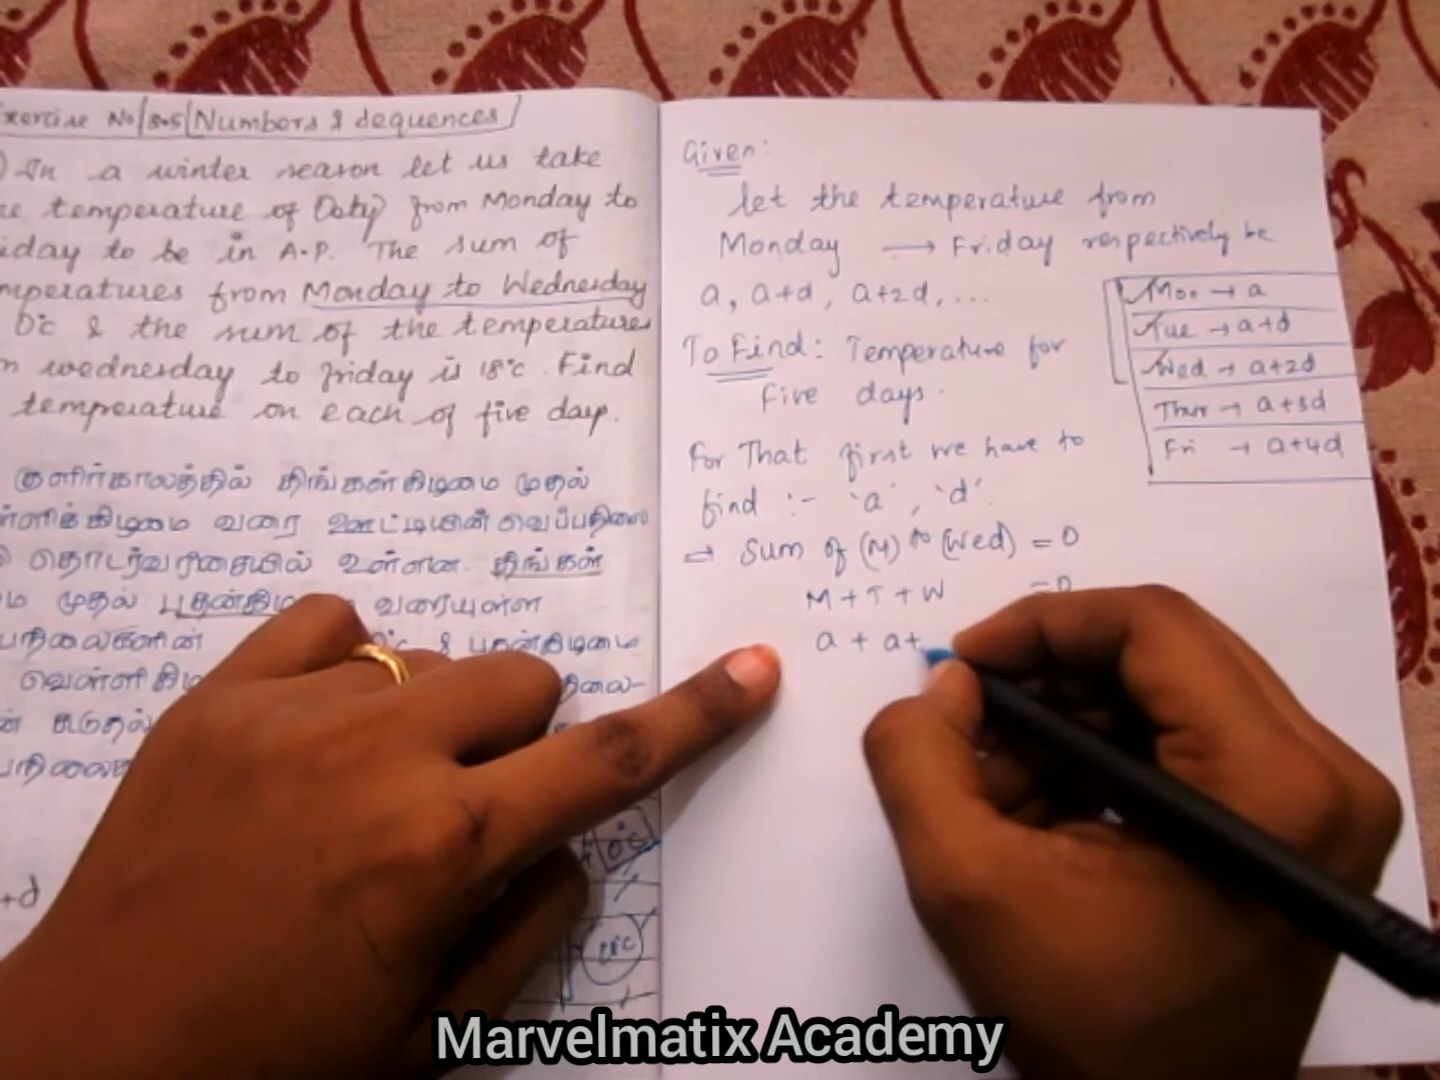 Exercise No/3.5/Numbers & Sequences
In a winter season let us take
temperature of Ooty from Monday to
to be in A.P. The sum of
from Monday to Wednesday
0°c & the sum of the temperatures
wednesday to friday is 18°c. Find
temperature on each of five days.
குளிர்காலத்தில் திங்கள்கிழமை முதல்
வரை ஊட்டியின் வெப்பநிலை
தொடர்வரிசையில் உள்ளன. திங்கள்
முதல் வரையுள்ள
0°c & புதன்கிழமை
+d
0°c
18°c
Given:
let the temperature from
Monday → Friday respectively be
a, a+d, a+2d, ...
To Find: Temperature for
Five days.
For That first we have to
find :- 'a', 'd'.
⇒ Sum of (M) to (Wed) = 0
M + T + W = 0
a + a+
Mon → a
Tue → a+d
Wed → a+2d
Thur → a+3d
Fri → a+4d
Marvelmatix Academy